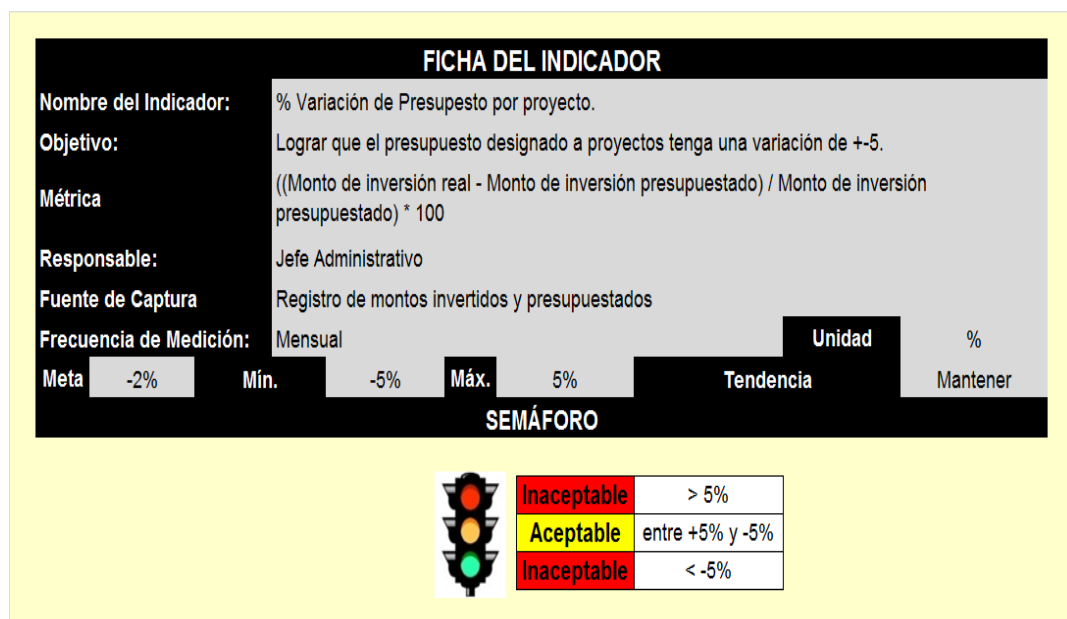 FICHA DEL INDICADOR
Nombre del Indicador: % Variación de Presupesto por proyecto.
Objetivo: Lograr que el presupuesto designado a proyectos tenga una variación de +-5.
Métrica ((Monto de inversión real - Monto de inversión presupuestado) / Monto de inversión
presupuestado) * 100
Responsable: Jefe Administrativo
Fuente de Captura Registro de montos invertidos y presupuestados
Frecuencia de Medición: Mensual Unidad %
Meta -2% Mín. -5% Máx. 5% Tendencia Mantener
SEMÁFORO
Inaceptable > 5%
Aceptable entre +5% y -5%
Inaceptable < -5%